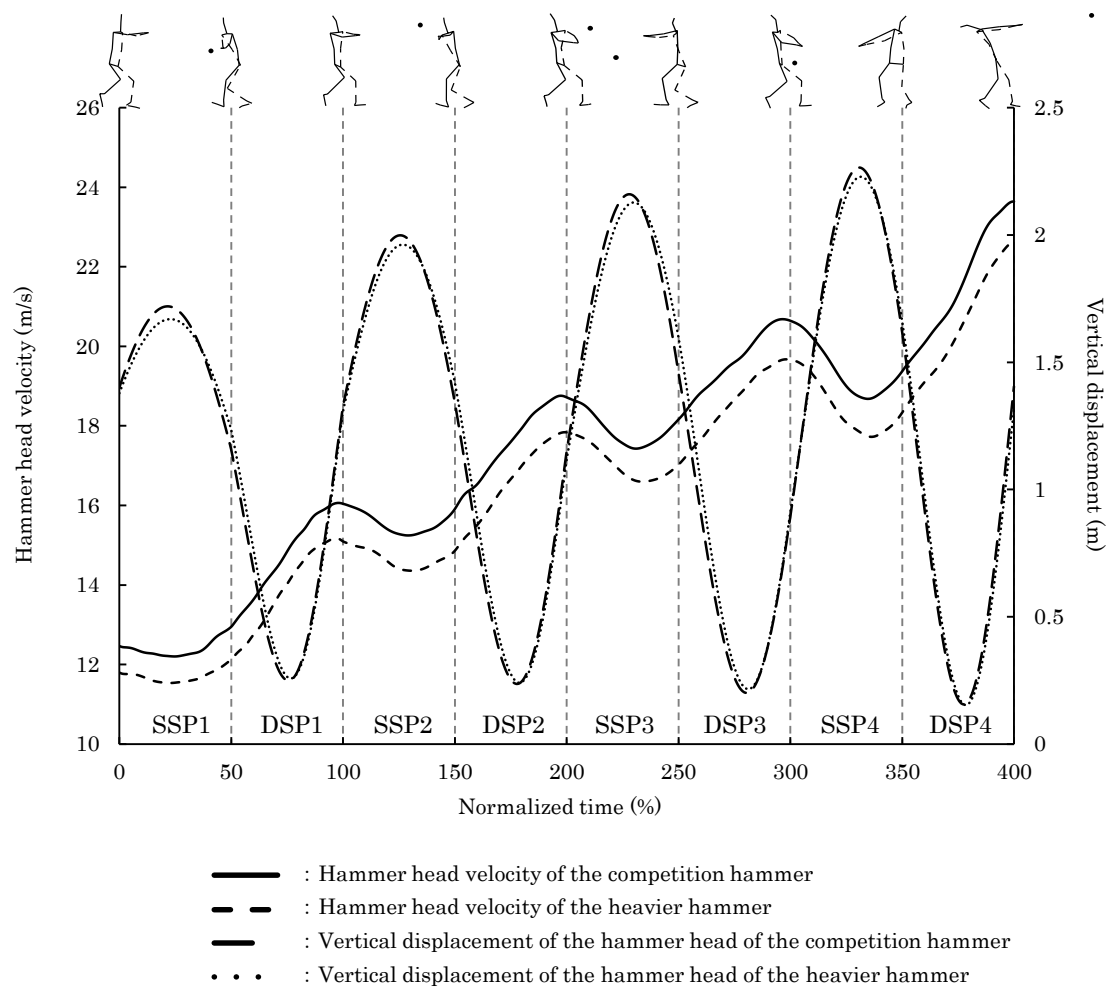 26
24
22
20
18
16
14
12
10
Hammer head velocity (m/s)
2.5
2
1.5
1
0.5
0
Vertical displacement (m)
SSP1 DSP1 SSP2 DSP2 SSP3 DSP3 SSP4 DSP4
0 50 100 150 200 250 300 350 400
Normalized time (%)
: Hammer head velocity of the competition hammer
: Hammer head velocity of the heavier hammer
: Vertical displacement of the hammer head of the competition hammer
: Vertical displacement of the hammer head of the heavier hammer